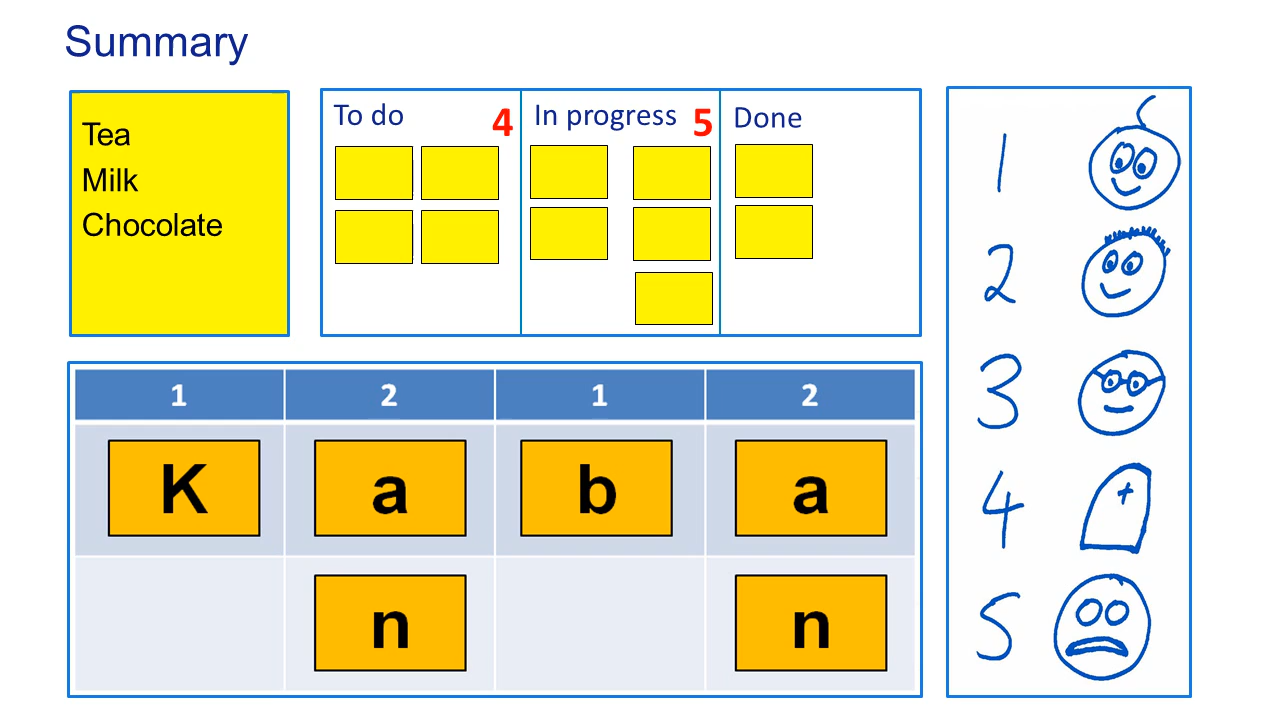 Summary
Tea
Milk
Chocolate
To do 4 In progress 5 Done
1 2 1 2
K a b a
n n
1
2
3
4
5